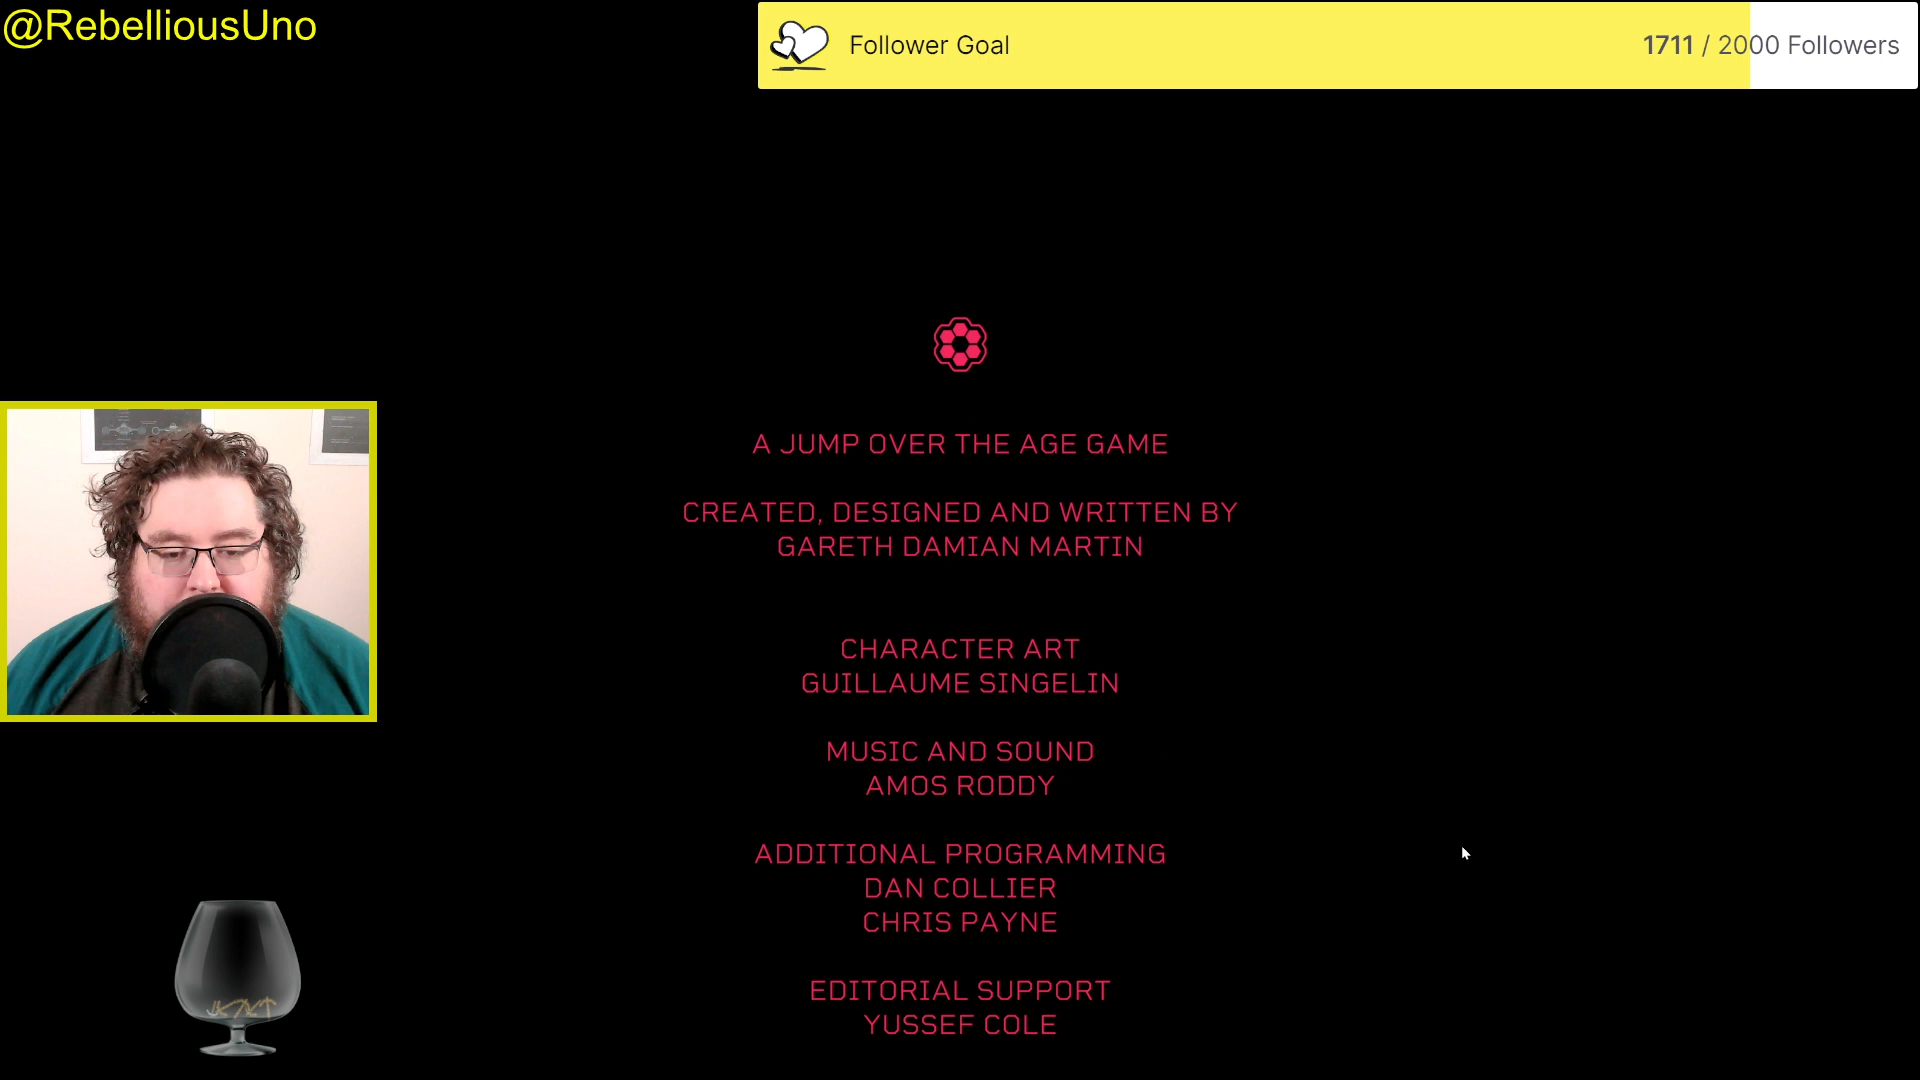 @RebelliousUno
Follower Goal
1711 / 2000 Followers
A JUMP OVER THE AGE GAME
CREATED, DESIGNED AND WRITTEN BY
GARETH DAMIAN MARTIN
CHARACTER ART
GUILLAUME SINGELIN
MUSIC AND SOUND
AMOS RODDY
ADDITIONAL PROGRAMMING
DAN COLLIER
CHRIS PAYNE
EDITORIAL SUPPORT
YUSSEF COLE